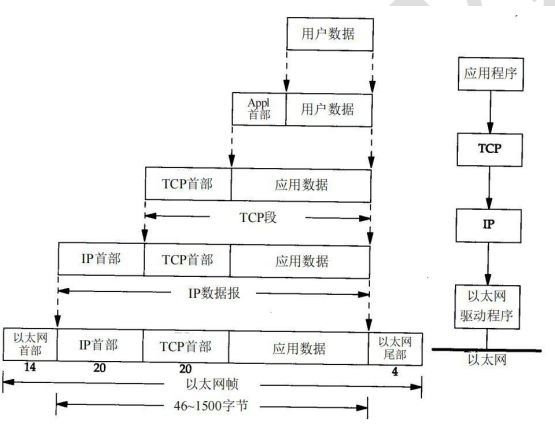 用户数据
应用程序
Appl
首部
用户数据
TCP
TCP首部
应用数据
TCP段
IP
IP首部
TCP首部
应用数据
IP数据报
以太网
驱动程序
以太网
首部
IP首部
TCP首部
应用数据
以太网
尾部
以太网
14
20
20
4
以太网帧
46~1500字节